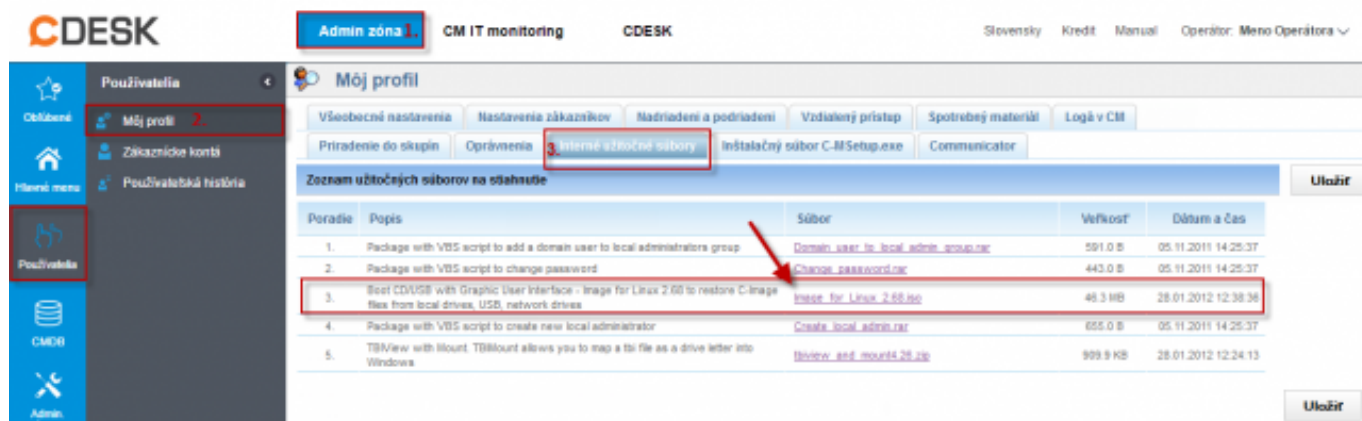 CDESK
Admin zóna 1.
CM IT monitoring
CDESK
Slovensky
Kredit
Manual
Operátor: Meno Operátora
Obľúbené
Hlavné menu
Používatelia
CMDB
Admin.
Používatelia
Môj profil 2.
Zákaznícke kontá
Používateľská história
Môj profil
Všeobecné nastavenia
Nastavenia zákazníkov
Nadriadení a podriadení
Vzdialený prístup
Spotrebný materiál
Logá v CM
Priradenie do skupín
Oprávnenia
3. Interné užitočné súbory
Inštalačný súbor C-MSetup.exe
Communicator
Zoznam užitočných súborov na stiahnutie
Uložiť
Poradie Popis Súbor Veľkosť Dátum a čas
1. Package with VBS script to add a domain user to local administrators group Domain_user_to_local_admin_group.rar 591.0 B 05.11.2011 14:25:37
2. Package with VBS script to change password Change_password.rar 443.0 B 05.11.2011 14:25:37
3. Boot CD/USB with Graphic User Interface - Image for Linux 2.68 to restore C-Image
files from local drives, USB, network drives Image_for_Linux_2.68.iso 46.3 MB 28.01.2012 12:38:36
4. Package with VBS script to create new local administrator Create_local_admin.rar 655.0 B 05.11.2011 14:25:37
5. TBIView with Mount. TBIMount allows you to map a tbi file as a drive letter into
Windows tbiview_and_mount4.28.zip 909.9 KB 28.01.2012 12:24:13
Uložiť